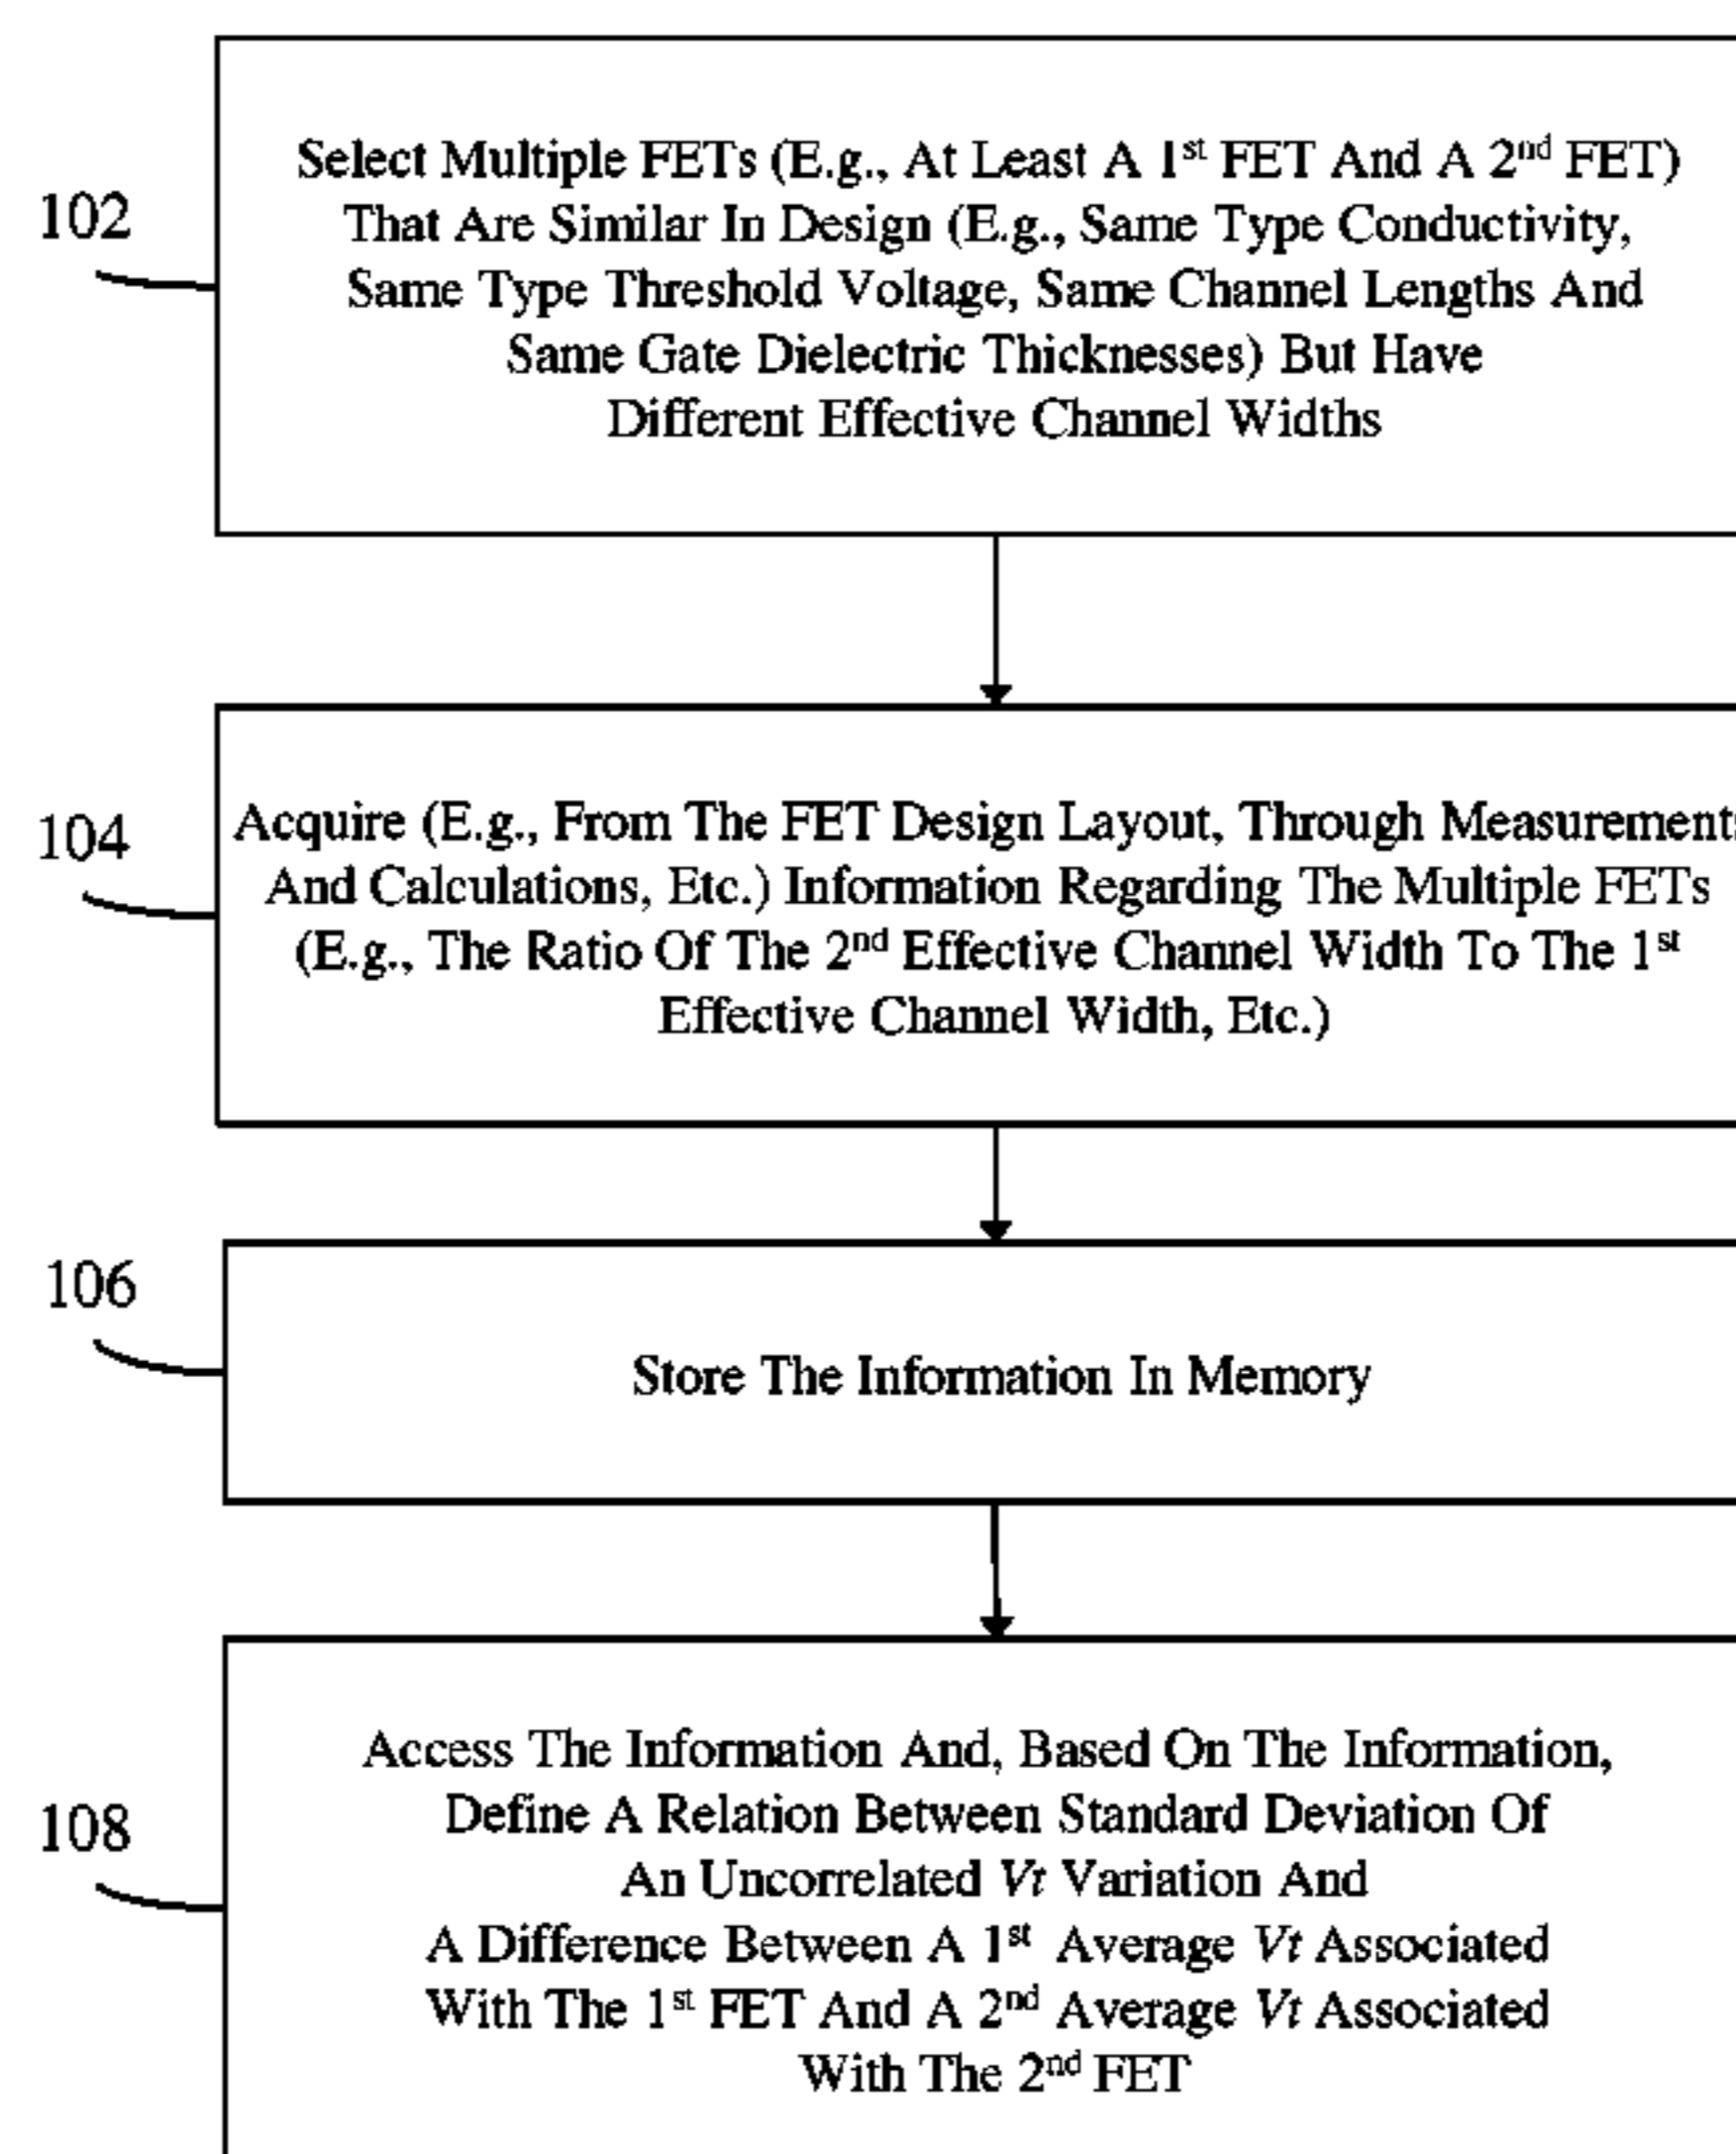 102
Select Multiple FETs (E.g., At Least A 1st FET And A 2nd FET)
That Are Similar In Design (E.g., Same Type Conductivity,
Same Type Threshold Voltage, Same Channel Lengths And
Same Gate Dielectric Thicknesses) But Have
Different Effective Channel Widths
104
Acquire (E.g., From The FET Design Layout, Through Measurements
And Calculations, Etc.) Information Regarding The Multiple FETs
(E.g., The Ratio Of The 2nd Effective Channel Width To The 1st
Effective Channel Width, Etc.)
106
Store The Information In Memory
108
Access The Information And, Based On The Information,
Define A Relation Between Standard Deviation Of
An Uncorrelated Vt Variation And
A Difference Between A 1st Average Vt Associated
With The 1st FET And A 2nd Average Vt Associated
With The 2nd FET